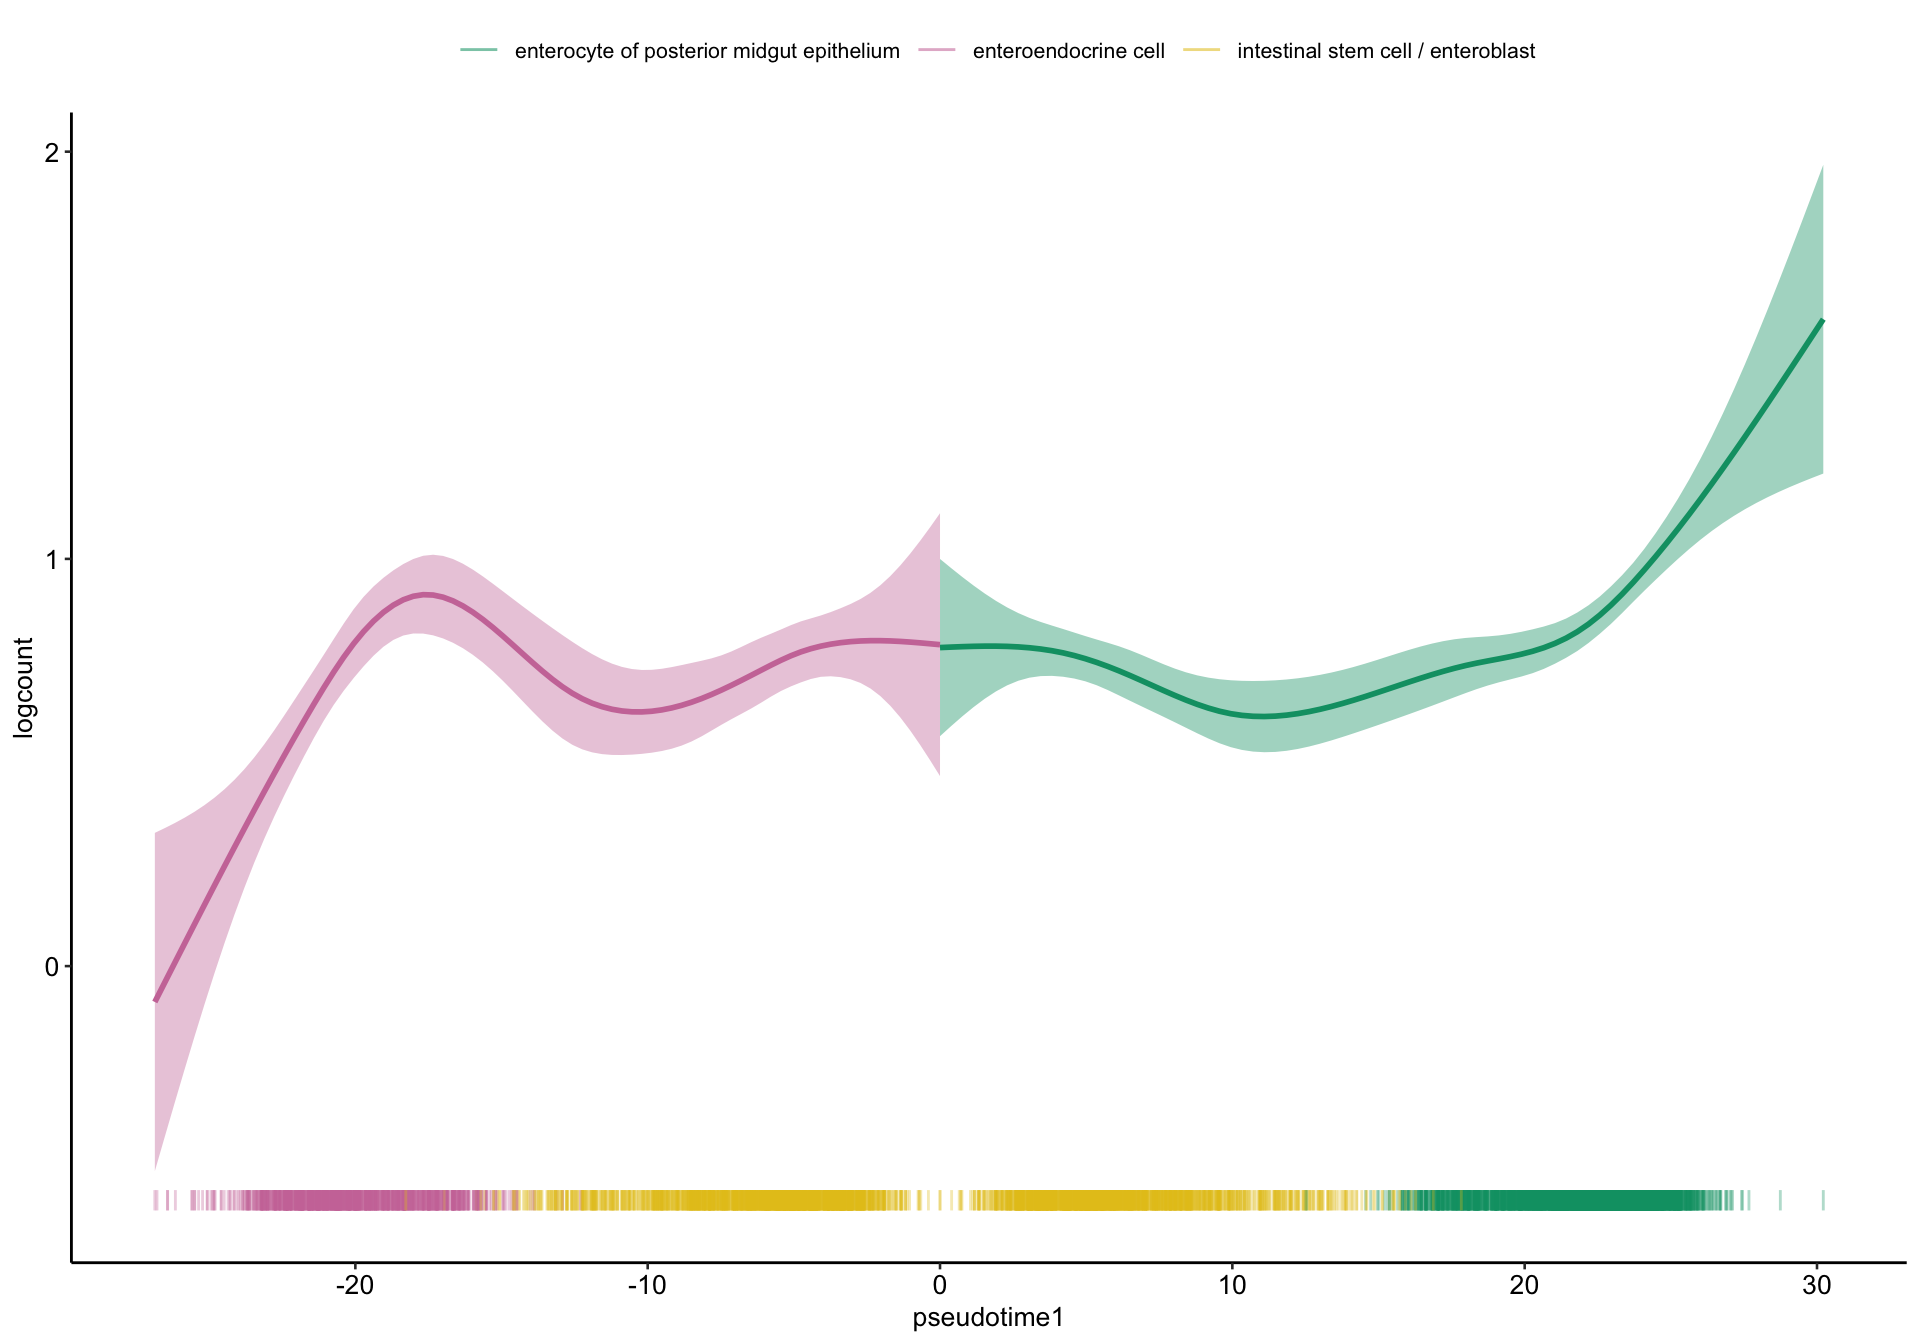 enterocyte of posterior midgut epithelium enteroendocrine cell intestinal stem cell / enteroblast
2
1
0
logcount
-20 -10 0 10 20 30
pseudotime1